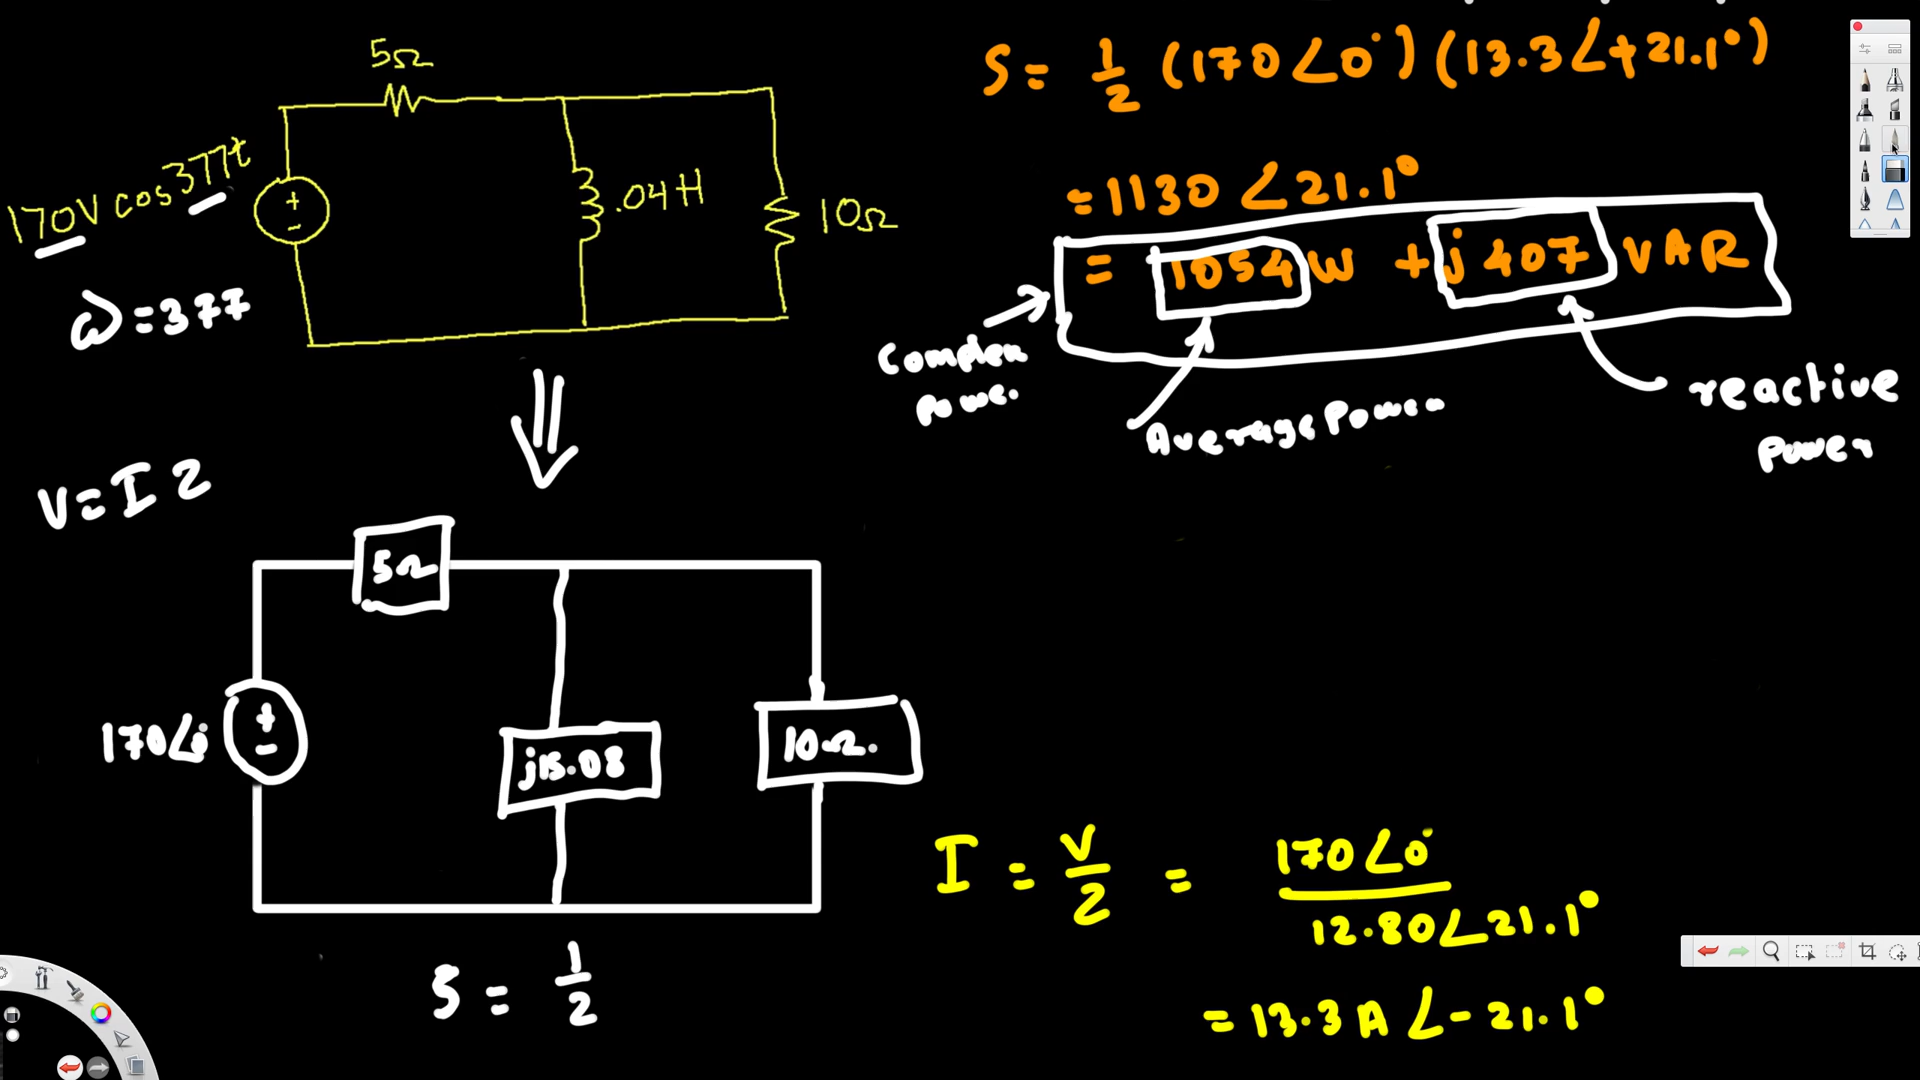 5Ω
170V cos 377t
+
-
.04H
10Ω
ω = 377
V = I Z
5Ω
170∠0°
+
-
j15.08
10Ω.
S = 1/2
S = 1/2 (170∠0°) (13.3∠+21.1°)
= 1130 ∠21.1°
= 1054 W + j 407 VAR
Complex
Power
Average Power
reactive
Power
I = V/Z = 170∠0° / 12.80∠21.1°
= 13.3 A ∠-21.1°